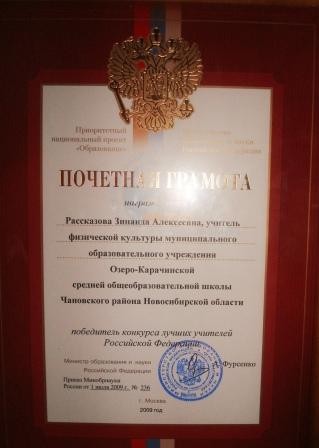 Приоритетный
национальный проект
«Образование»
науки
ПОЧЕТНАЯ ГРАМОТА
Рассказова Зинаида Алексеевна, учитель
физической культуры муниципального
образовательного учреждения
Озеро-Карачинской
средней общеобразовательной школы
Чановского района Новосибирской области
победитель конкурса лучших учителей
Российской Федерации.
Министр образования и науки
Российской Федерации
А. Фурсенко
Приказ Минобрнауки
России от 1 июля 2009 г. № 236
г. Москва
2009 год